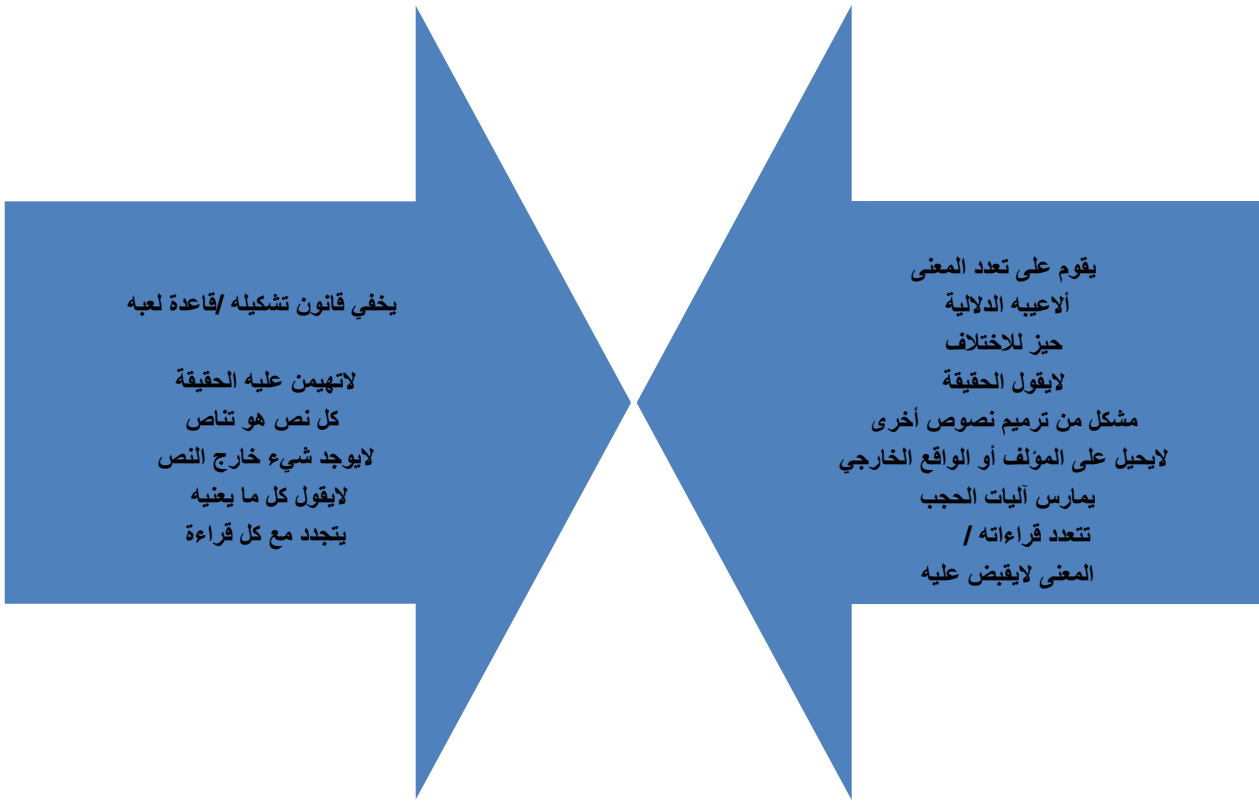 يقوم على تعدد المعنى
ألاعيبه الدلالية
حيز للاختلاف
لايقول الحقيقة
مشكل من ترميم نصوص أخرى
لايحيل على المؤلف أو الواقع الخارجي
يمارس آليات الحجب
تتعدد قراءاته /
المعنى لايقبض عليه
يخفي قانون تشكيله /قاعدة لعبه
لاتهيمن عليه الحقيقة
كل نص هو تناص
لايوجد شيء خارج النص
لايقول كل ما يعنيه
يتجدد مع كل قراءة